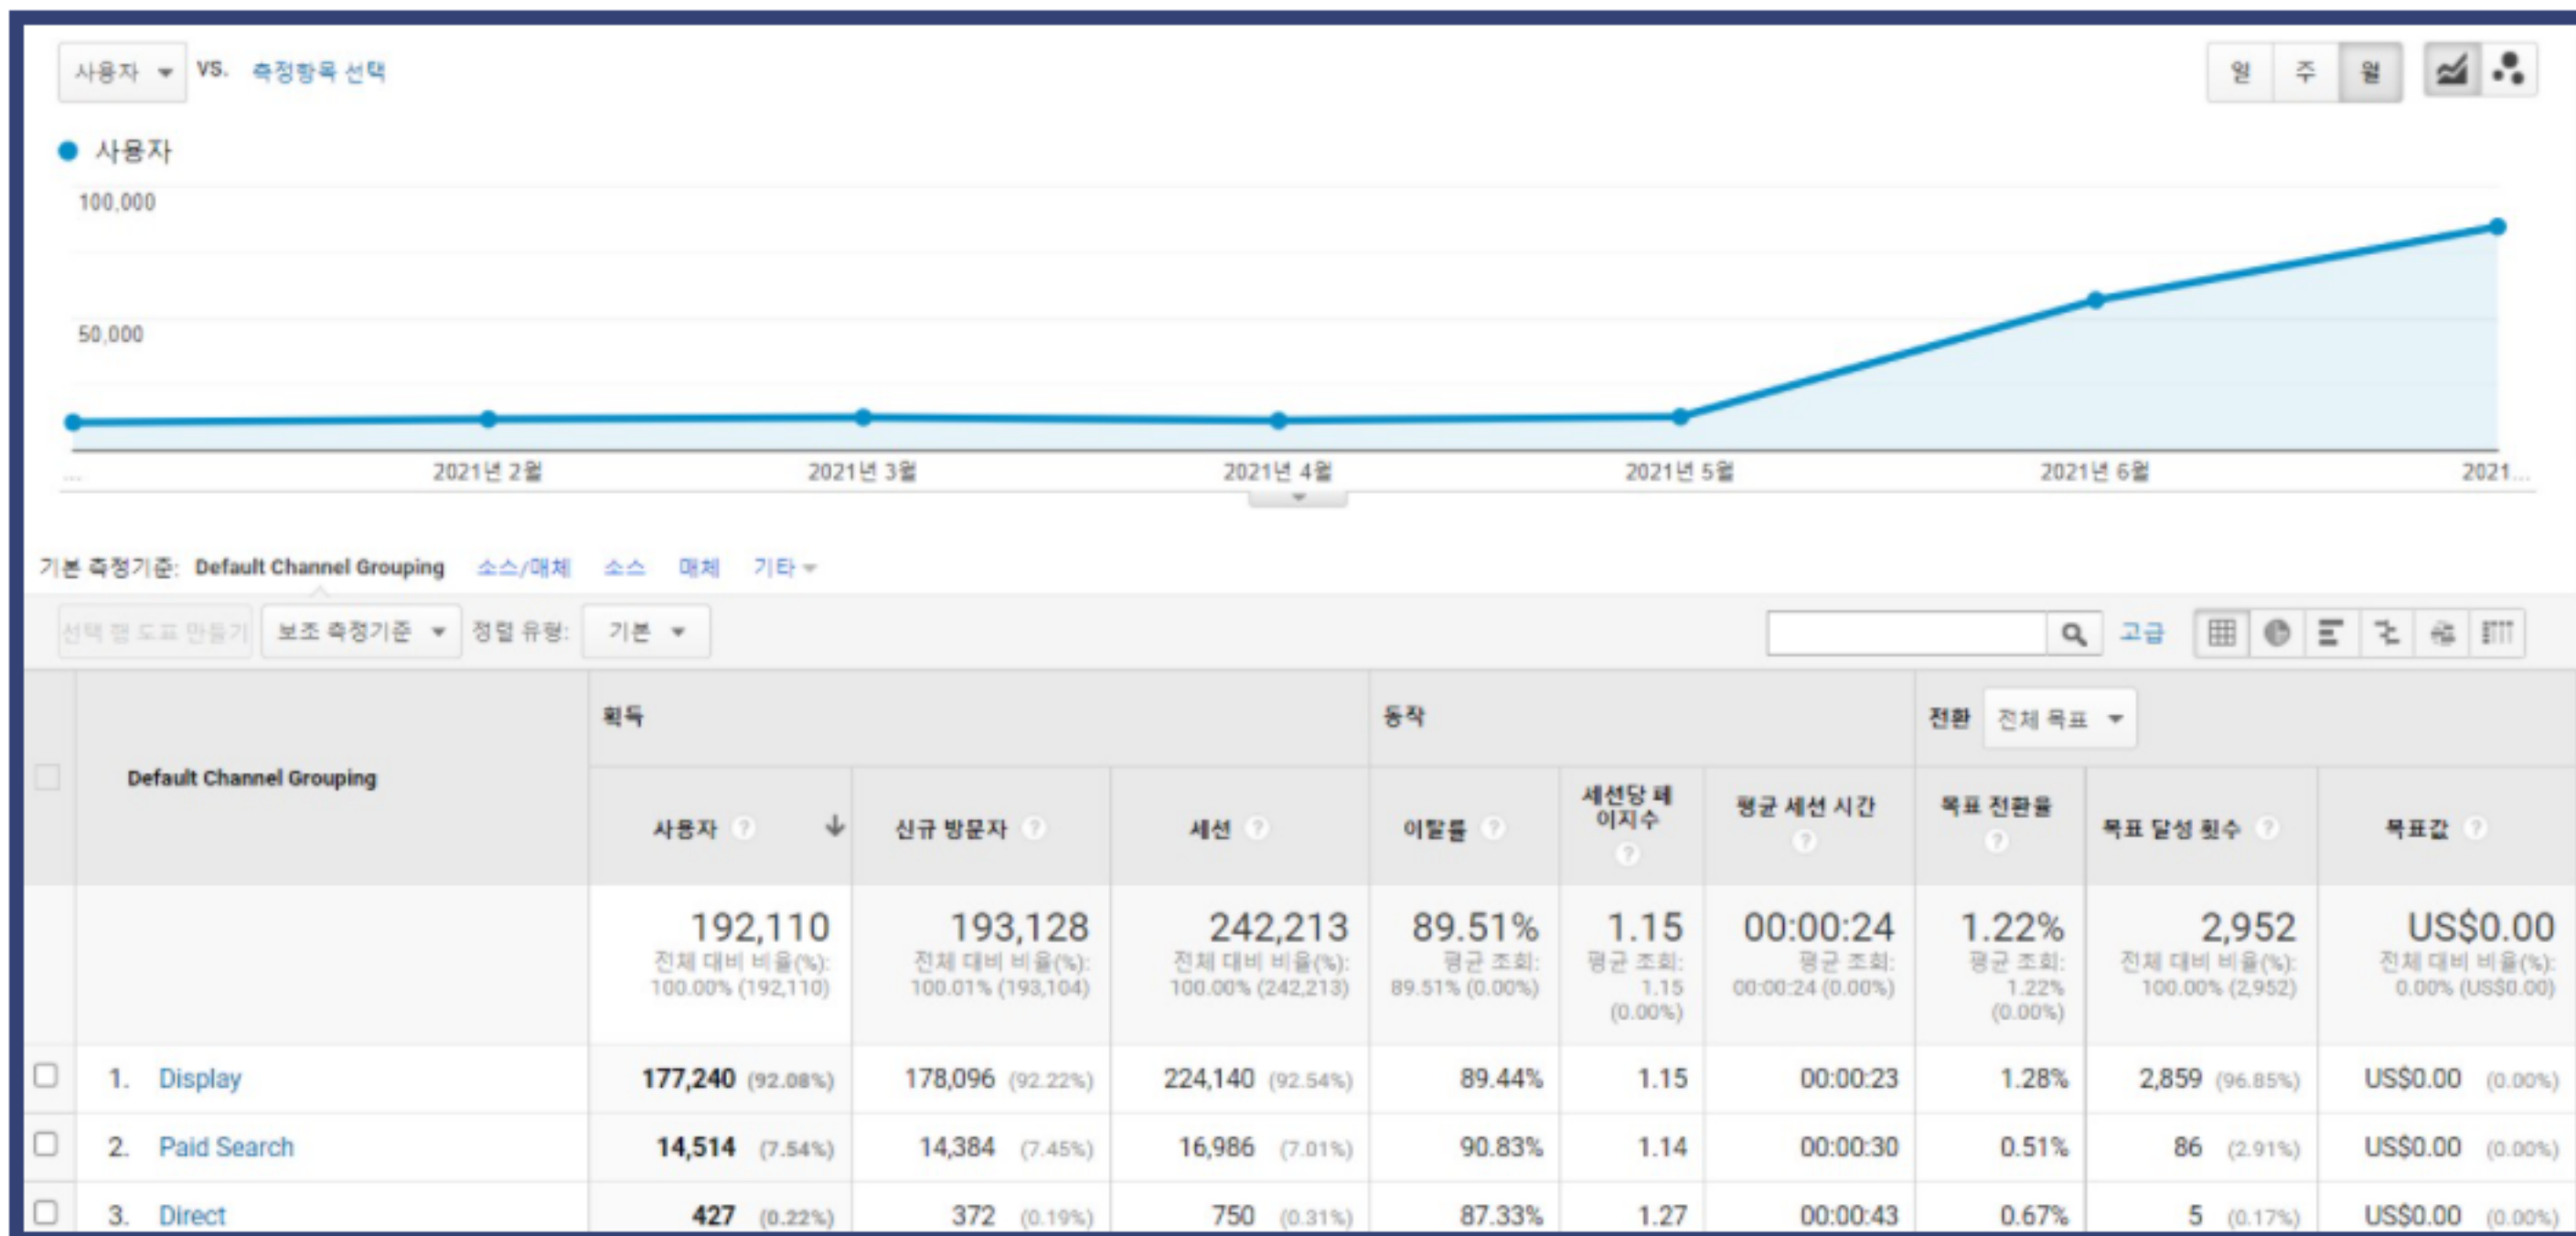 사용자 VS. 측정항목 선택 일 주 월
사용자
100,000
50,000
... 2021년 2월 2021년 3월 2021년 4월 2021년 5월 2021년 6월 2021...
기본 측정기준: Default Channel Grouping 소스/매체 소스 매체 기타
선택 행 도표 만들기 보조 측정기준 정렬 유형: 기본 고급
획득 동작 전환 전체 목표
Default Channel Grouping
사용자 ? 신규 방문자 ? 세션 ? 이탈률 ? 세션당 페이지수 ? 평균 세션 시간 ? 목표 전환율 ? 목표 달성 횟수 ? 목표값 ?
192,110 193,128 242,213 89.51% 1.15 00:00:24 1.22% 2,952 US$0.00
전체 대비 비율(%): 전체 대비 비율(%): 전체 대비 비율(%): 평균 조회: 평균 조회: 평균 조회: 평균 조회: 전체 대비 비율(%): 전체 대비 비율(%):
100.00% (192,110) 100.01% (193,104) 100.00% (242,213) 89.51% (0.00%) 1.15 00:00:24 (0.00%) 1.22% 100.00% (2,952) 0.00% (US$0.00)
(0.00%) (0.00%)
1. Display 177,240 (92.08%) 178,096 (92.22%) 224,140 (92.54%) 89.44% 1.15 00:00:23 1.28% 2,859 (96.85%) US$0.00 (0.00%)
2. Paid Search 14,514 (7.54%) 14,384 (7.45%) 16,986 (7.01%) 90.83% 1.14 00:00:30 0.51% 86 (2.91%) US$0.00 (0.00%)
3. Direct 427 (0.22%) 372 (0.19%) 750 (0.31%) 87.33% 1.27 00:00:43 0.67% 5 (0.17%) US$0.00 (0.00%)